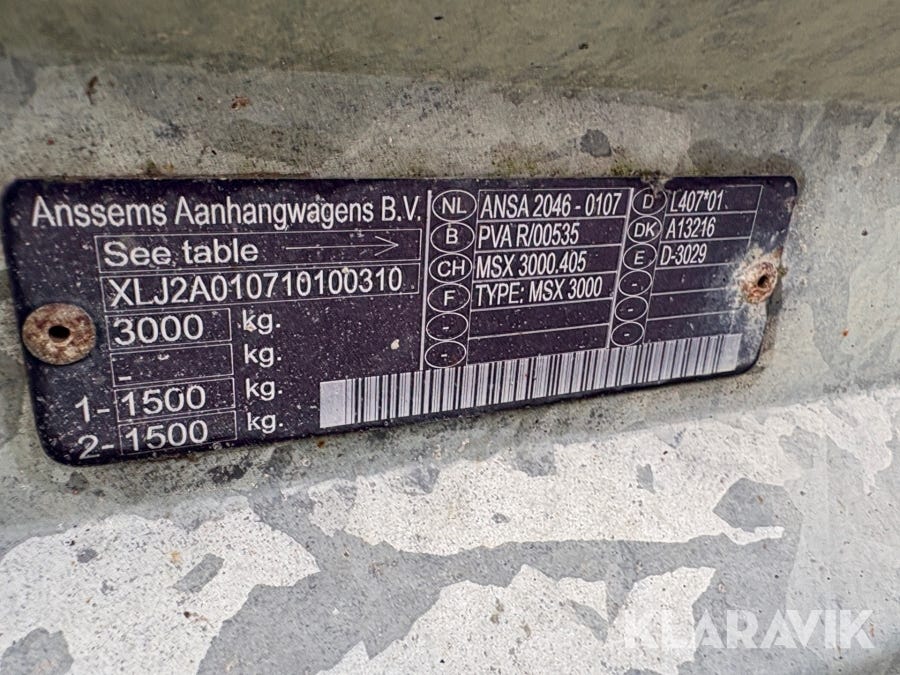 Anssems Aanhangwagens B.V.
See table
XLJ2A010710100310
3000 kg.
- kg.
1- 1500 kg.
2- 1500 kg.
NL ANSA 2046 - 0107
B PVA R/00535
CH MSX 3000.405
F TYPE: MSX 3000
-
-
D L407*01
DK A13216
E D-3029
-
-
-
KLARAVIK